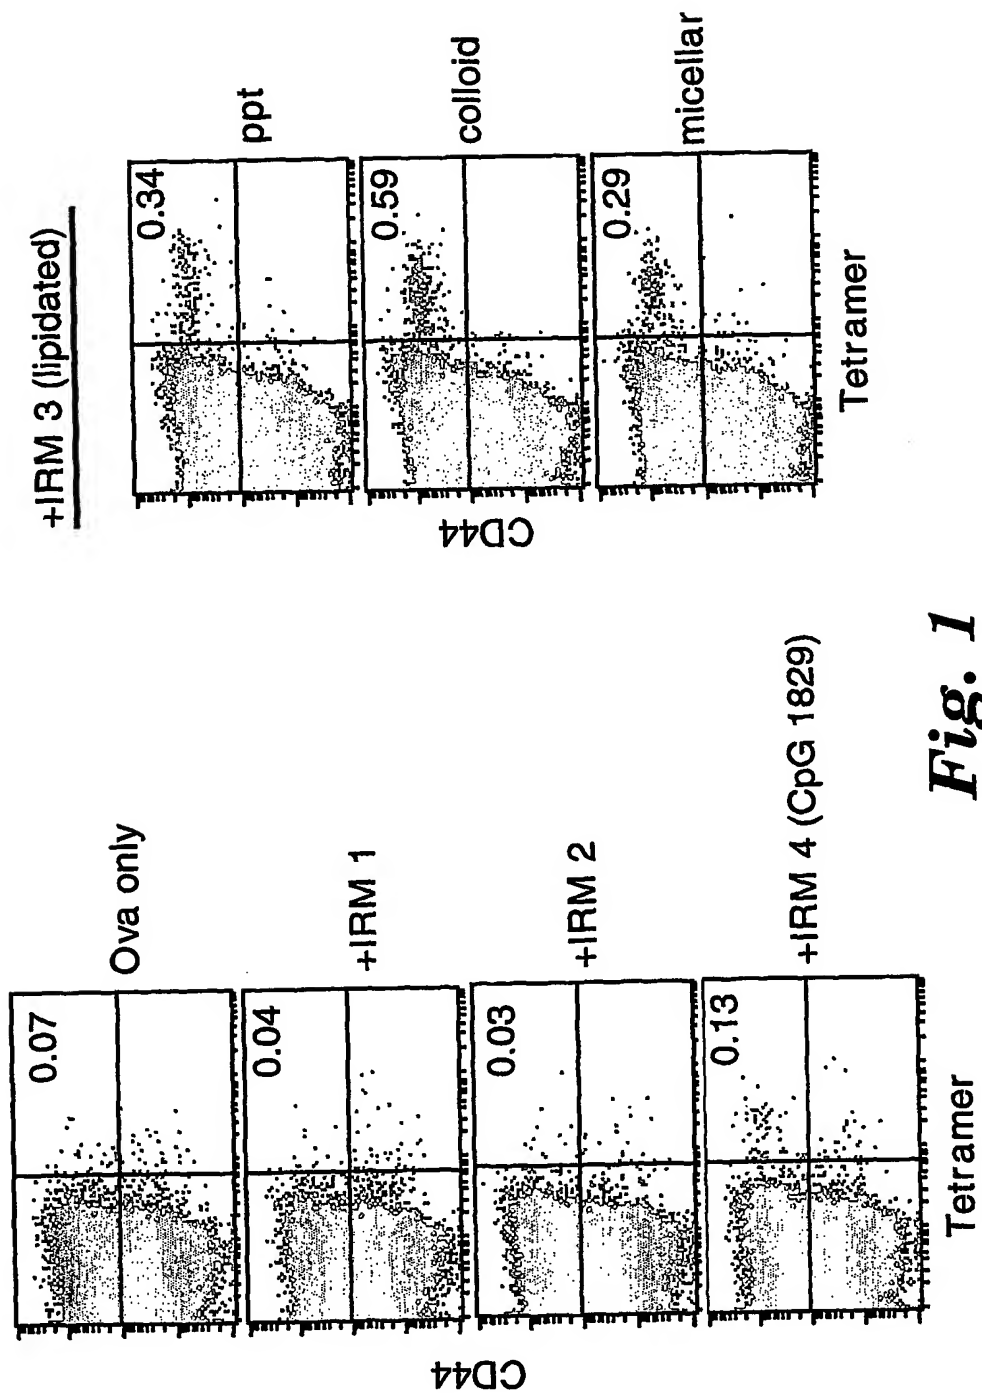 Ova only
0.07
+IRM 1
0.04
+IRM 2
0.03
+IRM 4 (CpG 1829)
0.13
CD44
Tetramer
+IRM 3 (lipidated)
0.34
ppt
0.59
colloid
0.29
micellar
CD44
Tetramer
Fig. 1